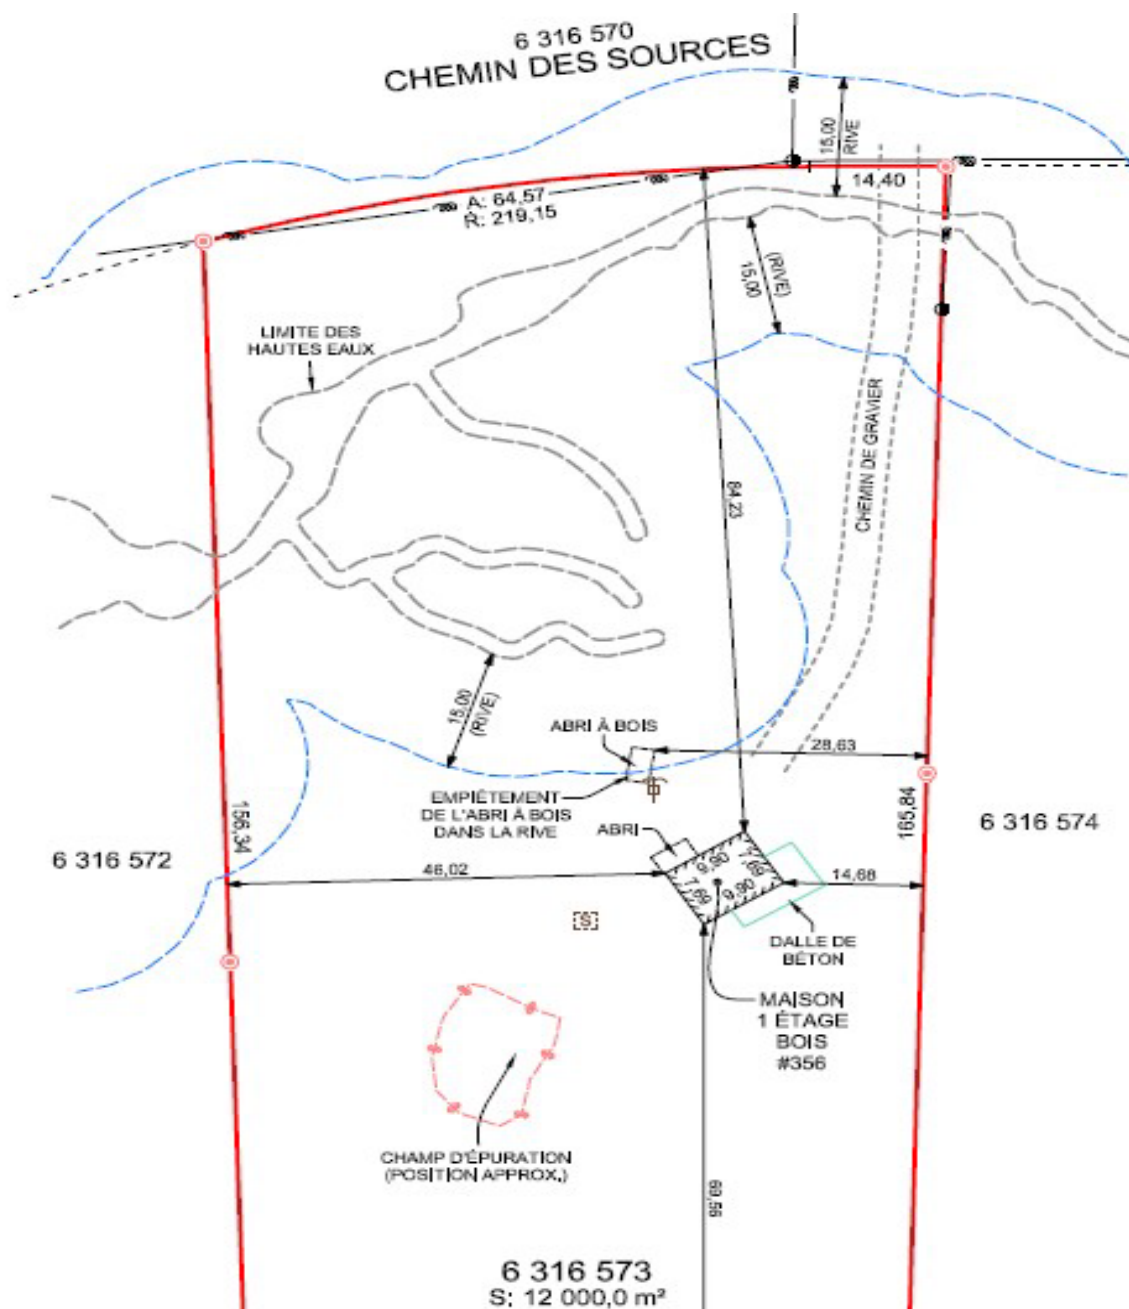 6 316 570
CHEMIN DES SOURCES
15,00
RIVE
14,40
A: 64,57
R: 219,15
(RIVE)
15,00
LIMITE DES
HAUTES EAUX
CHEMIN DE GRAVIER
84,23
15,00
(RIVE)
ABRI À BOIS
28,63
EMPIÈTEMENT
DE L'ABRI À BOIS
DANS LA RIVE
ABRI
156,34
165,84
6 316 572
6 316 574
46,02
9,90
7,69
7,69
9,90
14,68
S
DALLE DE
BÉTON
MAISON
1 ÉTAGE
BOIS
#356
CHAMP D'ÉPURATION
(POSITION APPROX.)
69,56
6 316 573
S: 12 000,0 m²